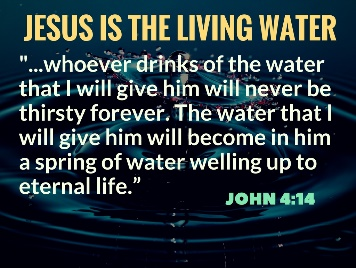 JESUS IS THE LIVING WATER
"...whoever drinks of the water
that I will give him will never be
thirsty forever. The water that I
will give him will become in him
a spring of water welling up to
eternal life.”
JOHN 4:14